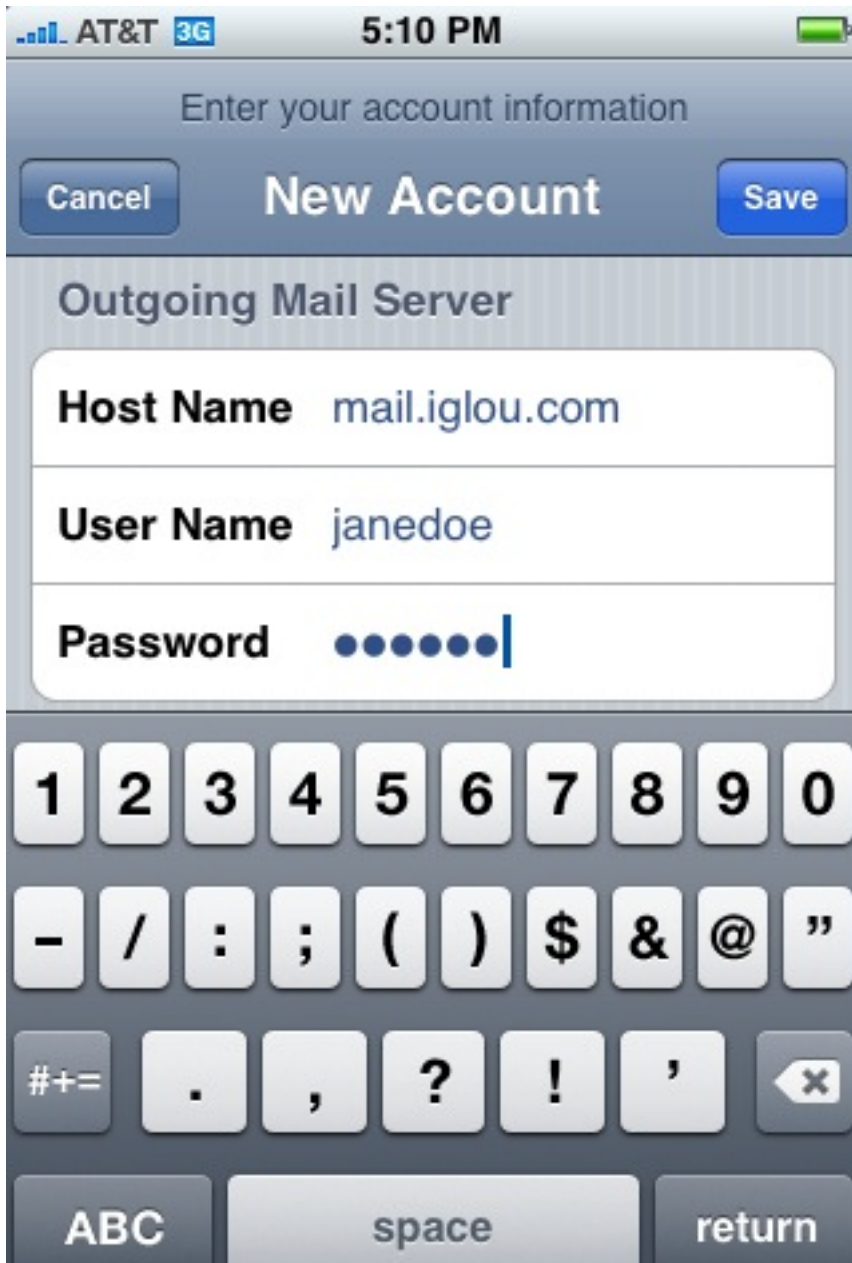 AT&T 3G 5:10 PM
Enter your account information
Cancel New Account Save
Outgoing Mail Server
Host Name mail.iglou.com
User Name janedoe
Password ●●●●●●
1 2 3 4 5 6 7 8 9 0
- / : ; ( ) $ & @ ”
#+= . , ? ! ’
ABC space return